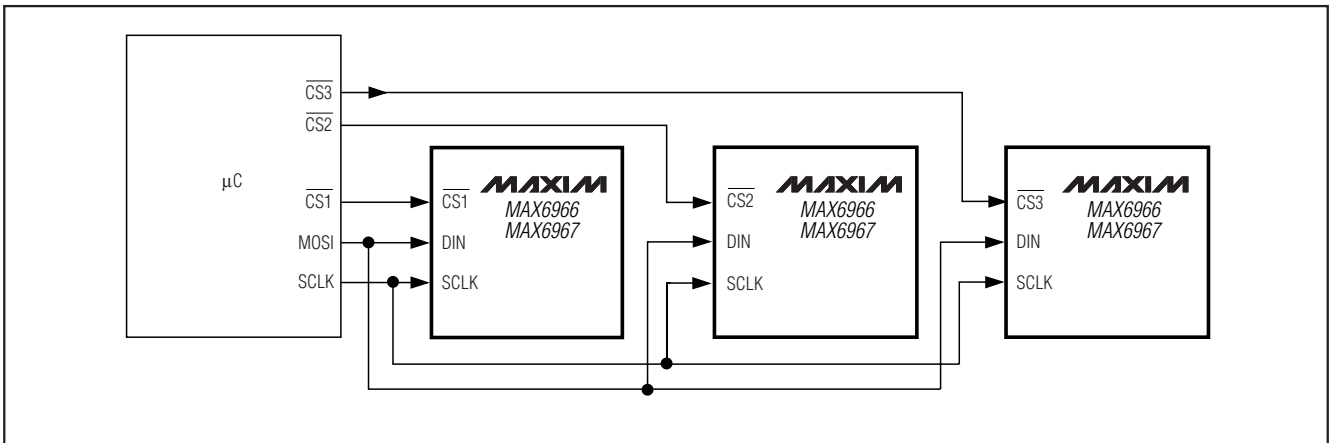 μC
CS3
CS2
CS1
MOSI
SCLK
MAXIM
MAX6966
MAX6967
CS1
DIN
SCLK
MAXIM
MAX6966
MAX6967
CS2
DIN
SCLK
MAXIM
MAX6966
MAX6967
CS3
DIN
SCLK